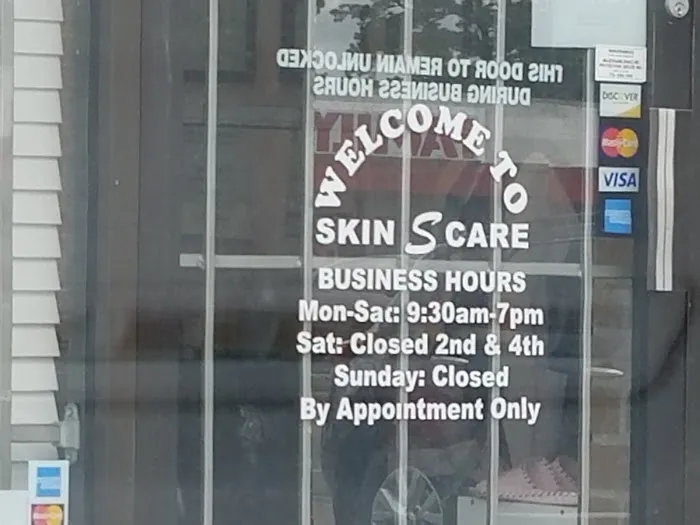 THIS DOOR TO REMAIN UNLOCKED
DURING BUSINESS HOURS
WELCOME TO
SKIN S CARE
BUSINESS HOURS
Mon-Sat: 9:30am-7pm
Sat: Closed 2nd & 4th
Sunday: Closed
By Appointment Only
DISCOVER
MasterCard
VISA